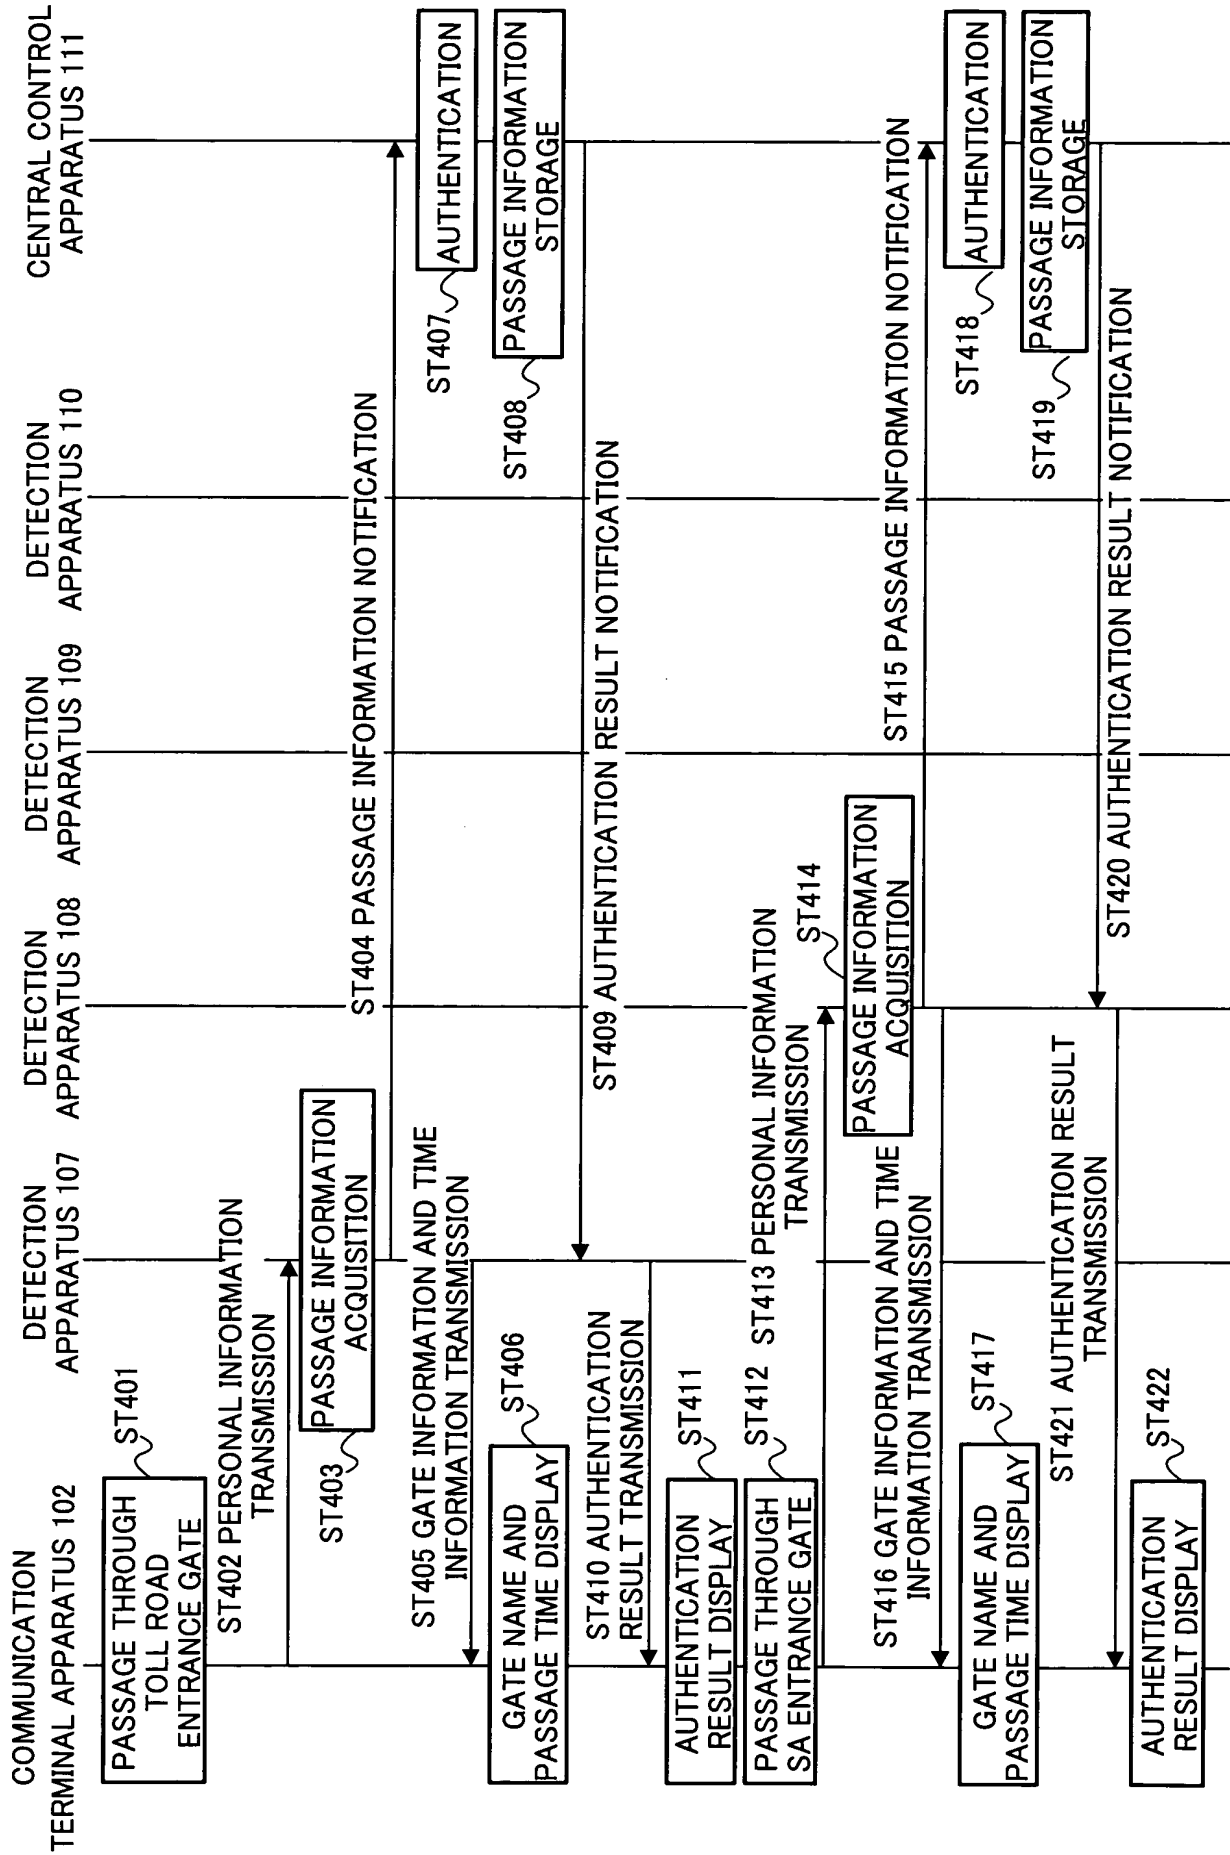 COMMUNICATION
TERMINAL APPARATUS 102
DETECTION
APPARATUS 107
DETECTION
APPARATUS 108
DETECTION
APPARATUS 109
DETECTION
APPARATUS 110
CENTRAL CONTROL
APPARATUS 111
PASSAGE THROUGH
TOLL ROAD
ENTRANCE GATE
ST401
ST402 PERSONAL INFORMATION
TRANSMISSION
ST403
PASSAGE INFORMATION
ACQUISITION
ST404 PASSAGE INFORMATION NOTIFICATION
ST405 GATE INFORMATION AND TIME
INFORMATION TRANSMISSION
ST407
AUTHENTICATION
GATE NAME AND
PASSAGE TIME DISPLAY
ST406
ST408
PASSAGE INFORMATION
STORAGE
ST409 AUTHENTICATION RESULT NOTIFICATION
ST410 AUTHENTICATION
RESULT TRANSMISSION
AUTHENTICATION
RESULT DISPLAY
ST411
PASSAGE THROUGH
SA ENTRANCE GATE
ST412
ST413 PERSONAL INFORMATION
TRANSMISSION
ST414
PASSAGE INFORMATION
ACQUISITION
ST415 PASSAGE INFORMATION NOTIFICATION
ST416 GATE INFORMATION AND TIME
INFORMATION TRANSMISSION
ST418
AUTHENTICATION
GATE NAME AND
PASSAGE TIME DISPLAY
ST417
ST419
PASSAGE INFORMATION
STORAGE
ST420 AUTHENTICATION RESULT NOTIFICATION
ST421 AUTHENTICATION RESULT
TRANSMISSION
AUTHENTICATION
RESULT DISPLAY
ST422